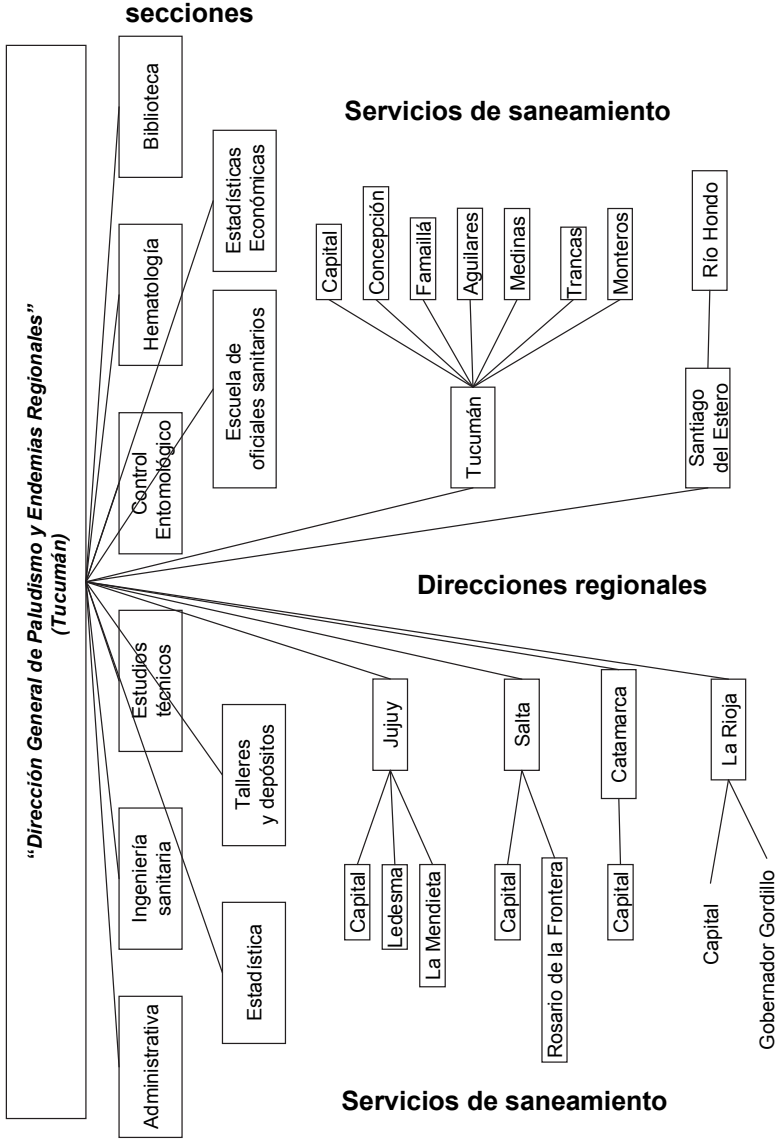 secciones
“Dirección General de Paludismo y Endemias Regionales”
(Tucumán)
Administrativa
Ingeniería
sanitaria
Estudios
técnicos
Control
Entomológico
Hematología
Biblioteca
Estadística
Talleres
y depósitos
Escuela de
oficiales sanitarios
Estadísticas
Económicas
Servicios de saneamiento
Direcciones regionales
Servicios de saneamiento
Jujuy
Capital
Ledesma
La Mendieta
Salta
Capital
Rosario de la Frontera
Catamarca
Capital
La Rioja
Capital
Gobernador Gordillo
Tucumán
Capital
Concepción
Famaillá
Aguilares
Medinas
Trancas
Monteros
Santiago
del Estero
Río Hondo